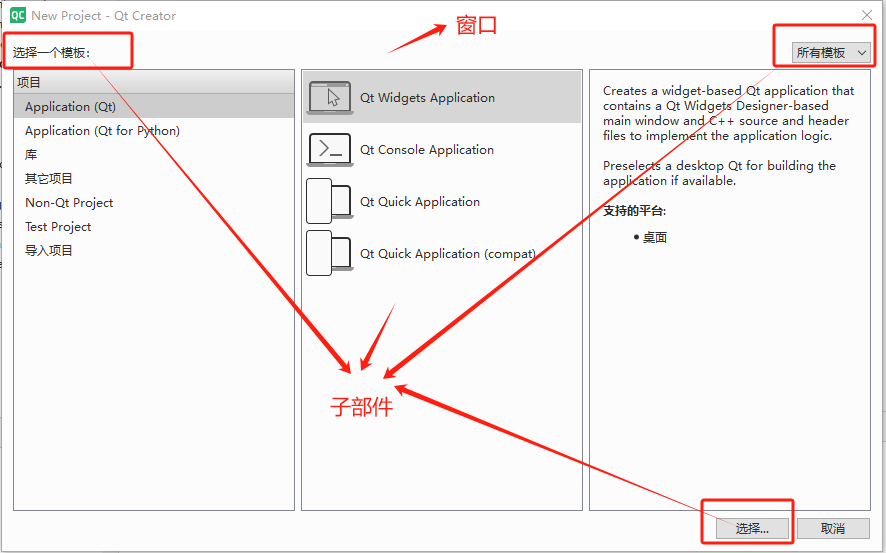 QC New Project - Qt Creator
窗口
选择一个模板:
所有模板
项目
Application (Qt)
Application (Qt for Python)
库
其它项目
Non-Qt Project
Test Project
导入项目
Qt Widgets Application
Qt Console Application
Qt Quick Application
Qt Quick Application (compat)
Creates a widget-based Qt application that
contains a Qt Widgets Designer-based
main window and C++ source and header
files to implement the application logic.
Preselects a desktop Qt for building the
application if available.
支持的平台:
• 桌面
子部件
选择...
取消